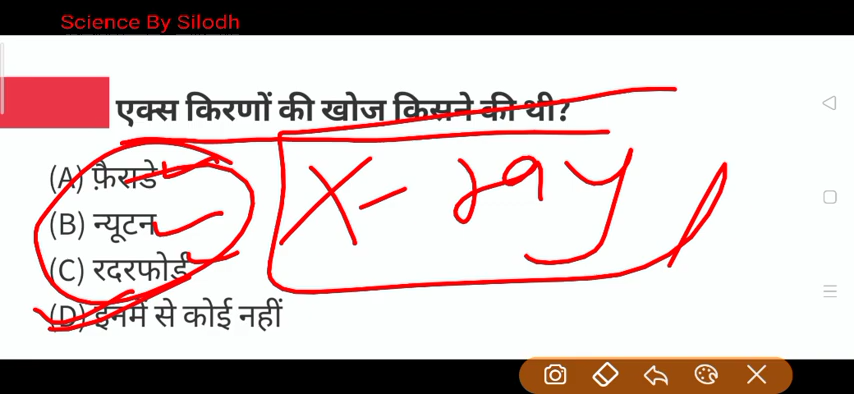 Science By Silodh
एक्स किरणों की खोज किसने की थी?
(A) फ़ैराडे
(B) न्यूटन
(C) रदरफोर्ड
X-ray
(D) इनमें से कोई नहीं